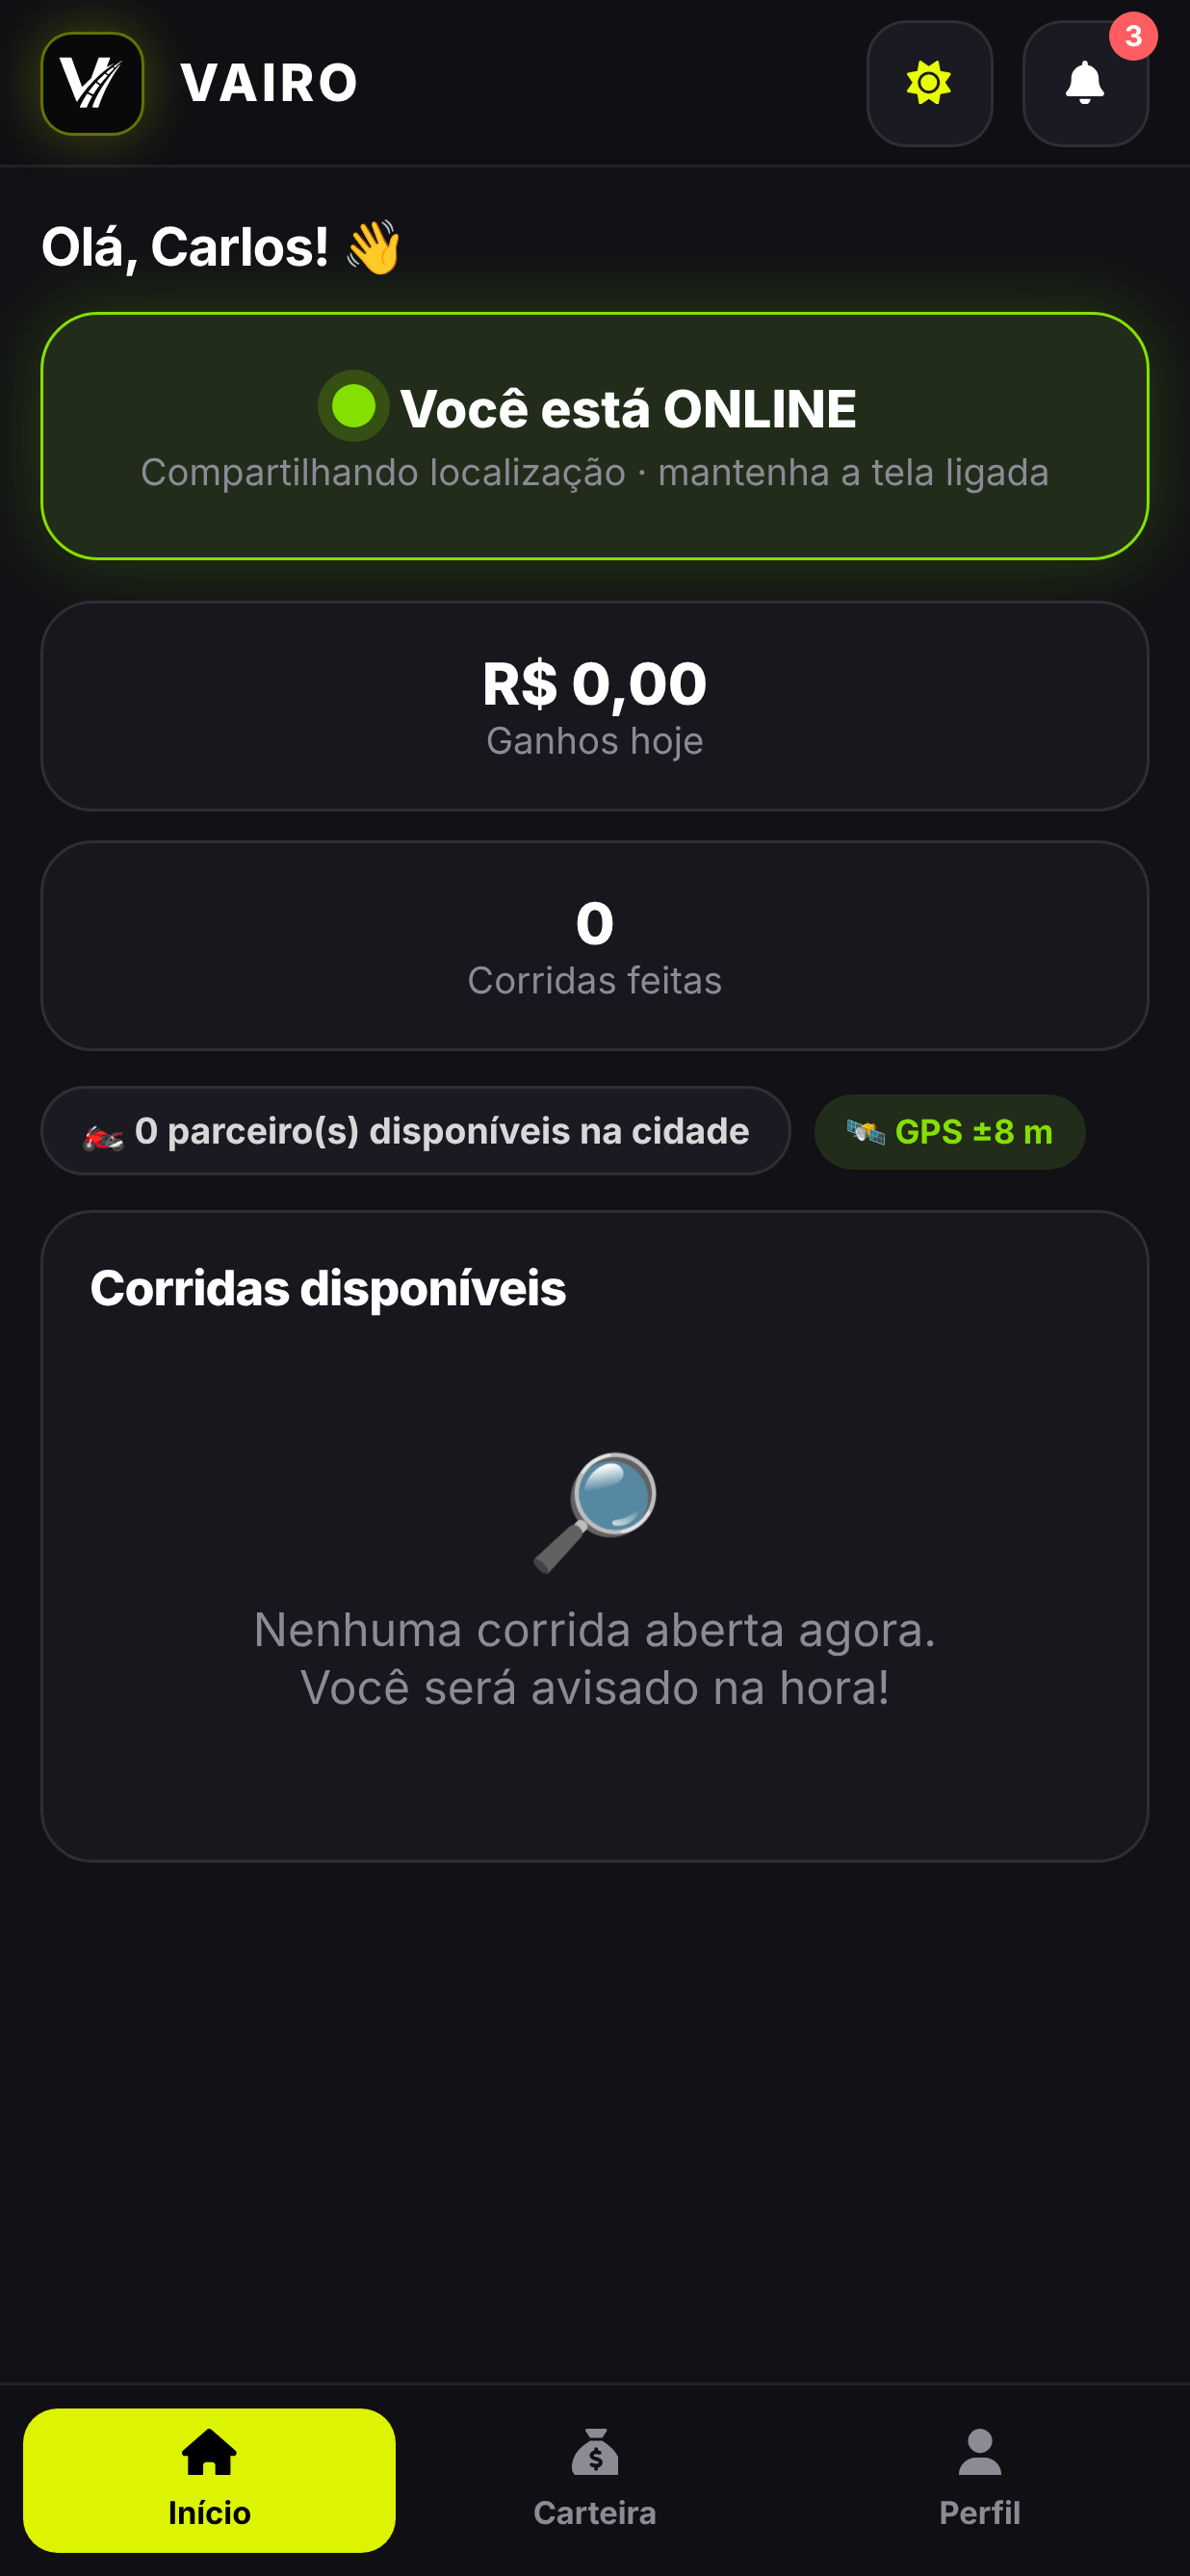 VAIRO
3
Olá, Carlos! 👋
Você está ONLINE
Compartilhando localização · mantenha a tela ligada
R$ 0,00
Ganhos hoje
0
Corridas feitas
🏍️ 0 parceiro(s) disponíveis na cidade
🛰️ GPS ±8 m
Corridas disponíveis
Nenhuma corrida aberta agora.
Você será avisado na hora!
Início
Carteira
Perfil